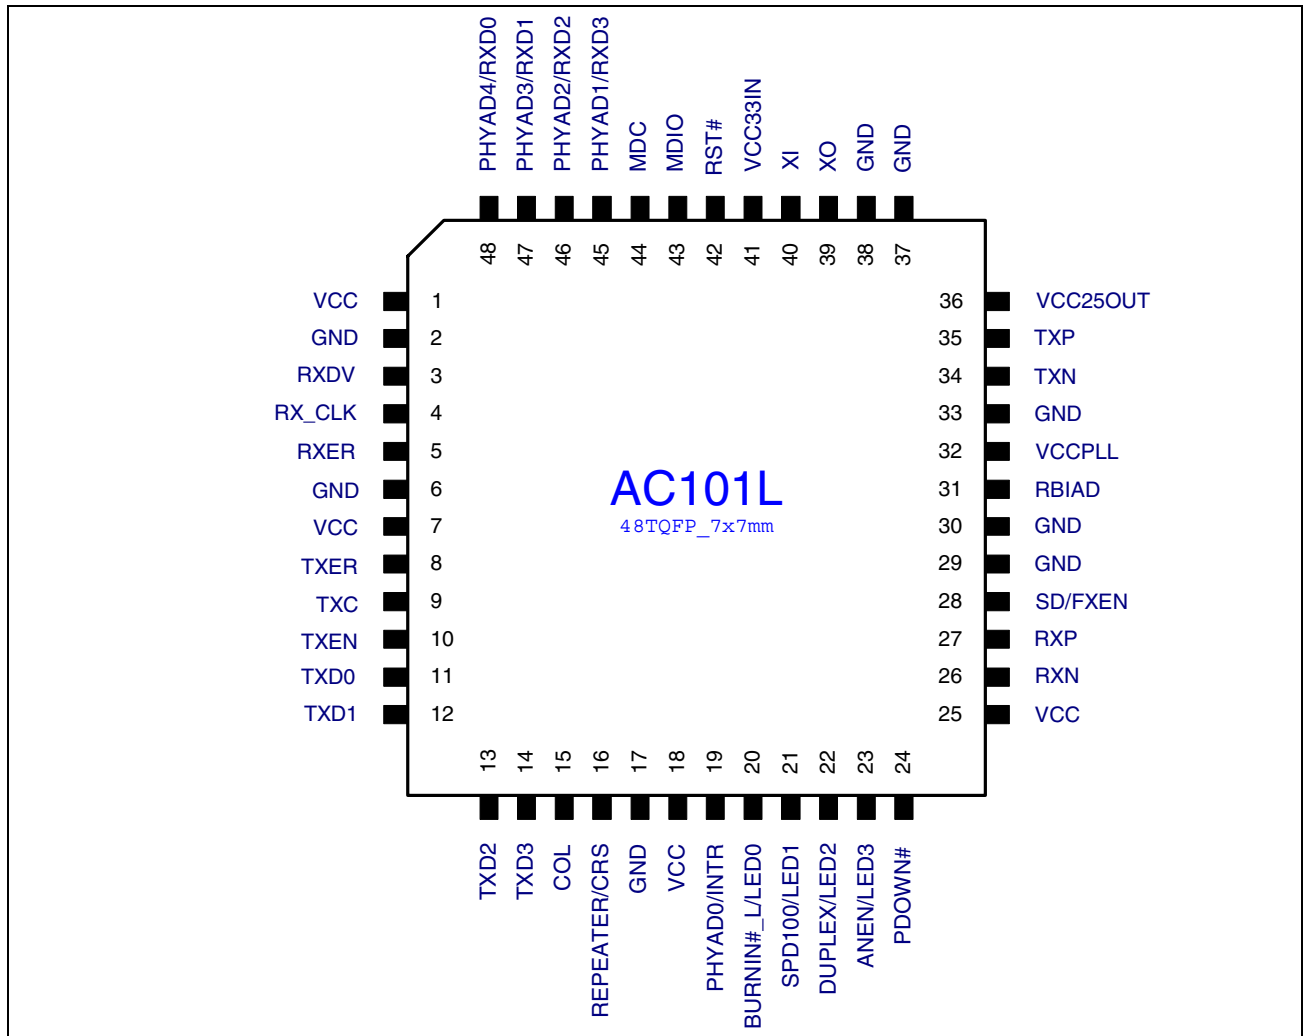 PHYAD4/RXD0
PHYAD3/RXD1
PHYAD2/RXD2
PHYAD1/RXD3
MDC
MDIO
RST#
VCC33IN
XI
XO
GND
GND
48
47
46
45
44
43
42
41
40
39
38
37
VCC 1
GND 2
RXDV 3
RX_CLK 4
RXER 5
GND 6
VCC 7
TXER 8
TXC 9
TXEN 10
TXD0 11
TXD1 12
AC101L
48TQFP_7x7mm
36 VCC25OUT
35 TXP
34 TXN
33 GND
32 VCCPLL
31 RBIAD
30 GND
29 GND
28 SD/FXEN
27 RXP
26 RXN
25 VCC
13
14
15
16
17
18
19
20
21
22
23
24
TXD2
TXD3
COL
REPEATER/CRS
GND
VCC
PHYAD0/INTR
BURNIN#_L/LED0
SPD100/LED1
DUPLEX/LED2
ANEN/LED3
PDOWN#